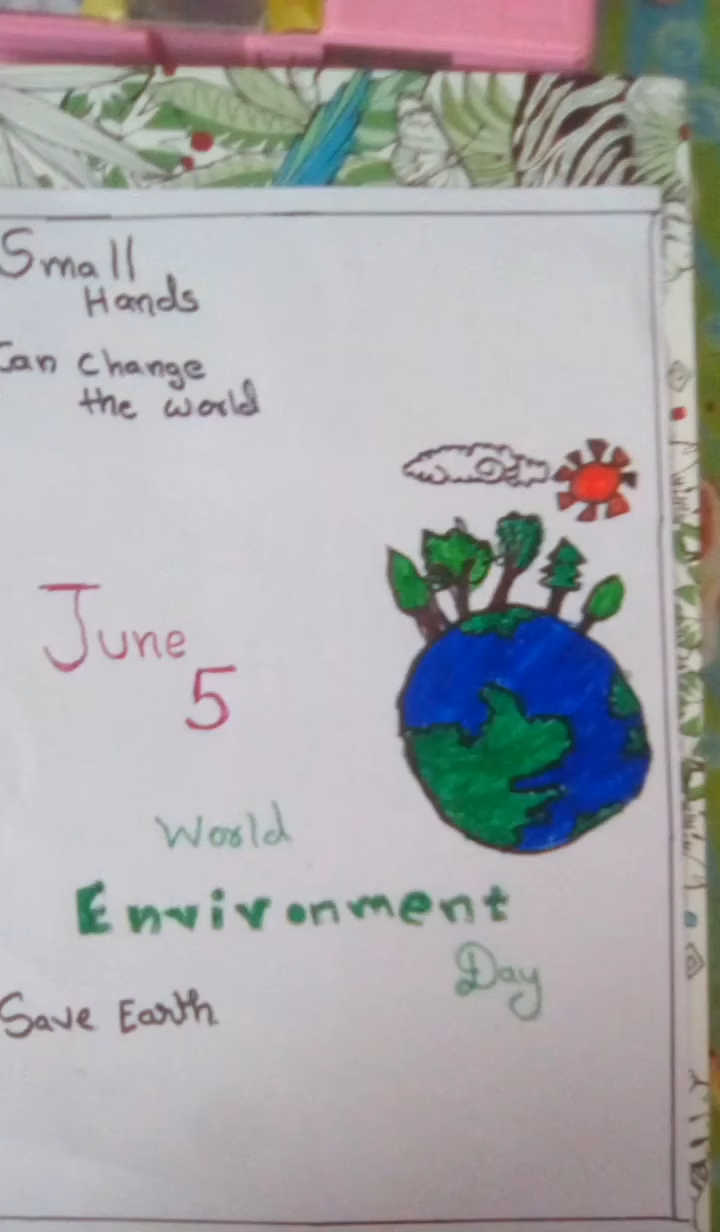 Small
Hands
Can change
the world
June
5
World
Environment
Day
Save Earth